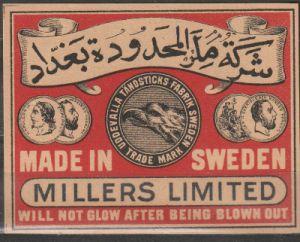 شركة ملر المحدودة بغداد
UDDEVALLA TÄNDSTICKS FABRIK SWEDEN
TRADE MARK
MADE IN SWEDEN
MILLERS LIMITED
WILL NOT GLOW AFTER BEING BLOWN OUT